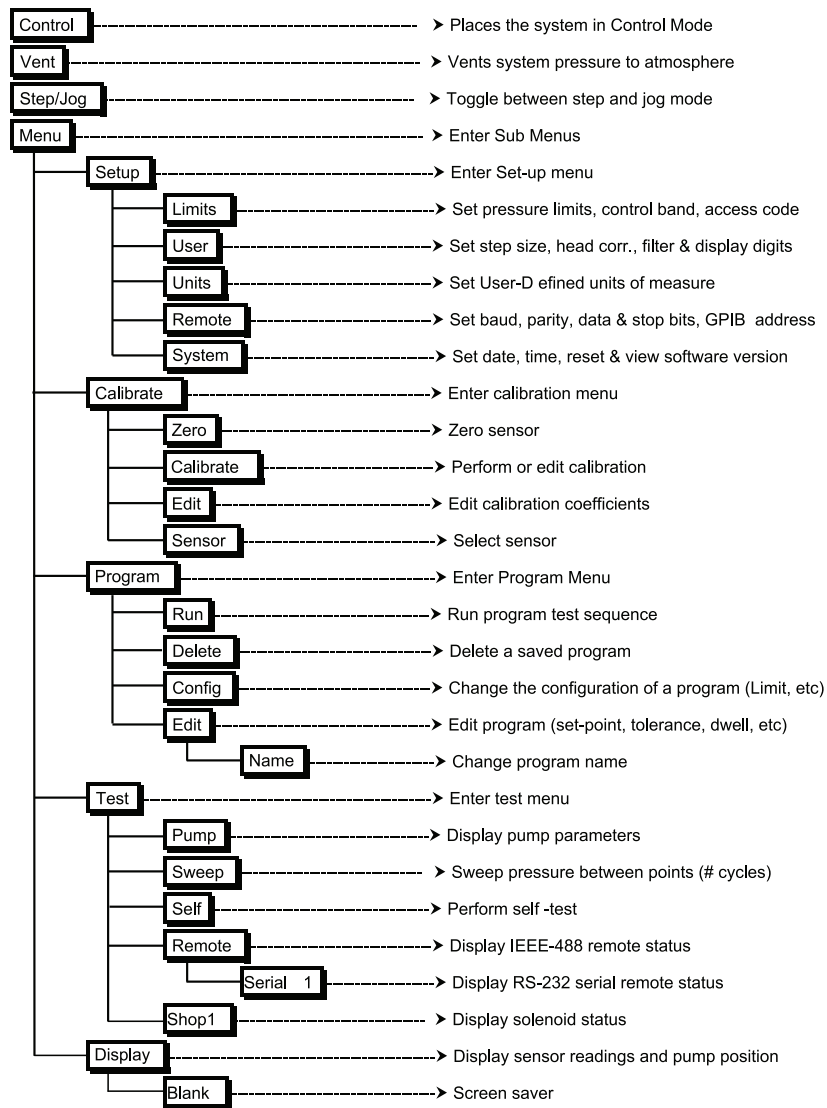 Control Places the system in Control Mode
Vent Vents system pressure to atmosphere
Step/Jog Toggle between step and jog mode
Menu Enter Sub Menus
Setup Enter Set-up menu
Limits Set pressure limits, control band, access code
User Set step size, head corr., filter & display digits
Units Set User-D efined units of measure
Remote Set baud, parity, data & stop bits, GPIB address
System Set date, time, reset & view software version
Calibrate Enter calibration menu
Zero Zero sensor
Calibrate Perform or edit calibration
Edit Edit calibration coefficients
Sensor Select sensor
Program Enter Program Menu
Run Run program test sequence
Delete Delete a saved program
Config Change the configuration of a program (Limit, etc)
Edit Edit program (set-point, tolerance, dwell, etc)
Name Change program name
Test Enter test menu
Pump Display pump parameters
Sweep Sweep pressure between points (# cycles)
Self Perform self -test
Remote Display IEEE-488 remote status
Serial 1 Display RS-232 serial remote status
Shop1 Display solenoid status
Display Display sensor readings and pump position
Blank Screen saver